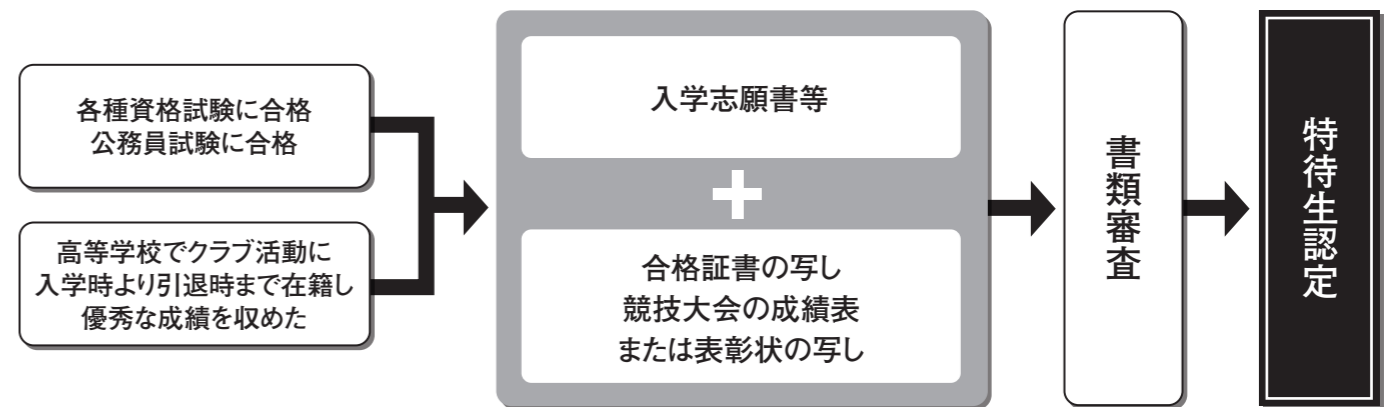 各種資格試験に合格
公務員試験に合格
高等学校でクラブ活動に
入学時より引退時まで在籍し
優秀な成績を収めた
入学志願書等
+
合格証書の写し
競技大会の成績表
または表彰状の写し
書類審査
特待生認定